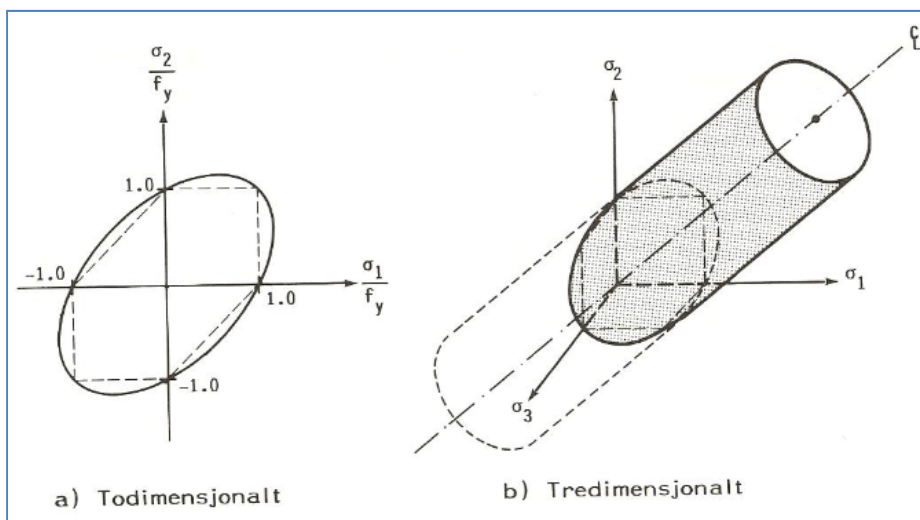 σ2
fy
1.0
-1.0
σ1
fy
1.0
-1.0
a) Todimensjonalt
℄
σ2
σ1
σ3
b) Tredimensjonalt